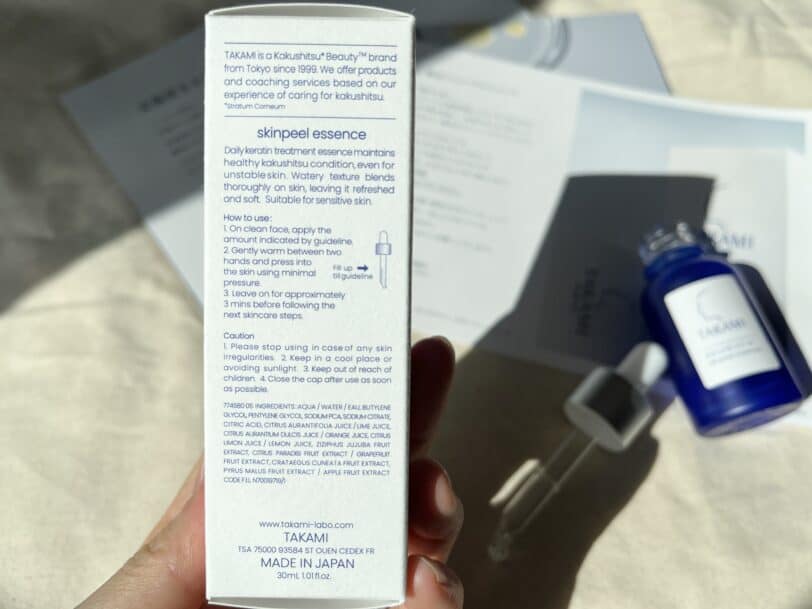 TAKAMI is a Kakushitsu* Beauty™ brand
from Tokyo since 1999. We offer products
and coaching services based on our
experience of caring for kakushitsu.
*Stratum Corneum
skinpeel essence
Daily keratin treatment essence maintains
healthy kakushitsu condition, even for
unstable skin. Watery texture blends
thoroughly on skin, leaving it refreshed
and soft. Suitable for sensitive skin.
How to use:
1. On clean face, apply the
amount indicated by guideline.
2. Gently warm between two
hands and press into
the skin using minimal
pressure.
3. Leave on for approximately
3 mins before following the
next skincare steps.
Fill up
till guideline
Caution
1. Please stop using in case of any skin
irregularities. 2. Keep in a cool place or
avoiding sunlight. 3. Keep out of reach of
children. 4. Close the cap after use as soon
as possible.
774580 05 INGREDIENTS: AQUA / WATER / EAU, BUTYLENE
GLYCOL, PENTYLENE GLYCOL, SODIUM PCA, SODIUM CITRATE,
CITRIC ACID, CITRUS AURANTIFOLIA JUICE / LIME JUICE,
CITRUS AURANTIUM DULCIS JUICE / ORANGE JUICE, CITRUS
LIMON JUICE / LEMON JUICE, ZIZIPHUS JUJUBA FRUIT
EXTRACT, CITRUS PARADISI FRUIT EXTRACT / GRAPEFRUIT
FRUIT EXTRACT, CRATAEGUS CUNEATA FRUIT EXTRACT,
PYRUS MALUS FRUIT EXTRACT / APPLE FRUIT EXTRACT
CODE F.I.L. N70019719/1
www.takami-labo.com
TAKAMI
TSA 75000 93584 ST OUEN CEDEX FR
MADE IN JAPAN
30mL 1.01 fl.oz.
TAKAMI
TAKAMI